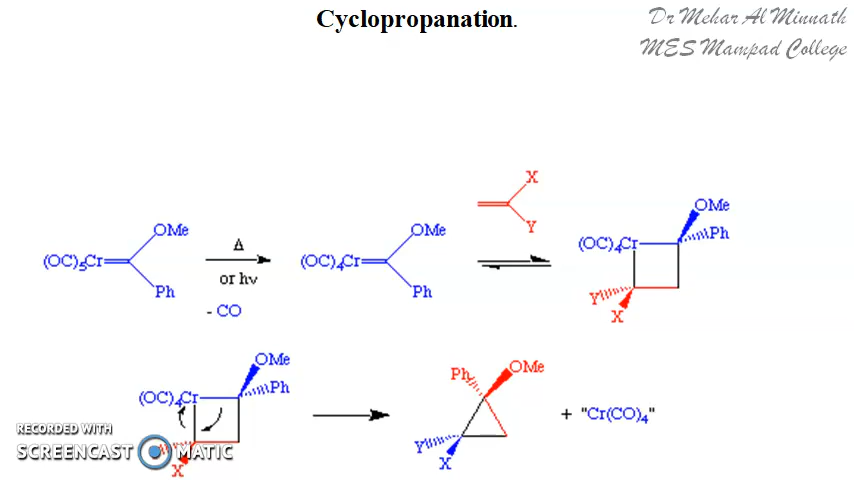 Cyclopropanation.
Dr Mehar Al Minnath
MES Mampad College
X
Y
OMe
(OC)₅Cr
Ph
Δ
or hν
- CO
OMe
(OC)₄Cr
Ph
OMe
(OC)₄Cr
Ph
Y
X
OMe
(OC)₄Cr
Ph
X
Ph
OMe
Y
X
+ "Cr(CO)₄"
RECORDED WITH
SCREENCAST MATIC